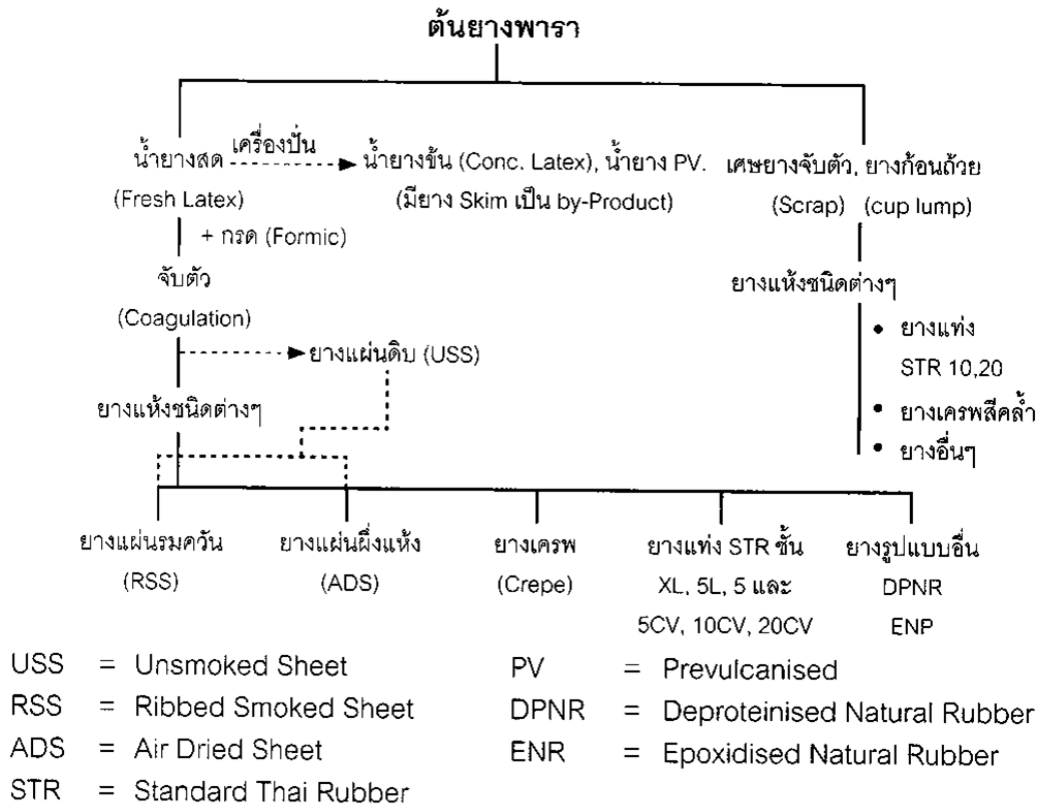 ต้นยางพารา
น้ำยางสด เครื่องปั่น น้ำยางข้น (Conc. Latex), น้ำยาง PV. เศษยางจับตัว, ยางก้อนถ้วย
(Fresh Latex) (มียาง Skim เป็น by-Product) (Scrap) (cup lump)
+ กรด (Formic)
จับตัว ยางแห้งชนิดต่างๆ
(Coagulation)
• ยางแท่ง
ยางแผ่นดิบ (USS)
STR 10,20
ยางแห้งชนิดต่างๆ
• ยางเครพสีคล้ำ
• ยางอื่นๆ
ยางแผ่นรมควัน ยางแผ่นผึ่งแห้ง ยางเครพ ยางแท่ง STR ชั้น ยางรูปแบบอื่น
(RSS) (ADS) (Crepe) XL, 5L, 5 และ DPNR
5CV, 10CV, 20CV ENP
USS = Unsmoked Sheet PV = Prevulcanised
RSS = Ribbed Smoked Sheet DPNR = Deproteinised Natural Rubber
ADS = Air Dried Sheet ENR = Epoxidised Natural Rubber
STR = Standard Thai Rubber